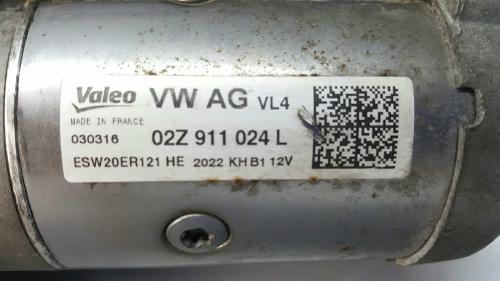 Valeo VW AG VL4
MADE IN FRANCE
030316 02Z 911 024 L
ESW20ER121 HE 2022 KH B1 12V